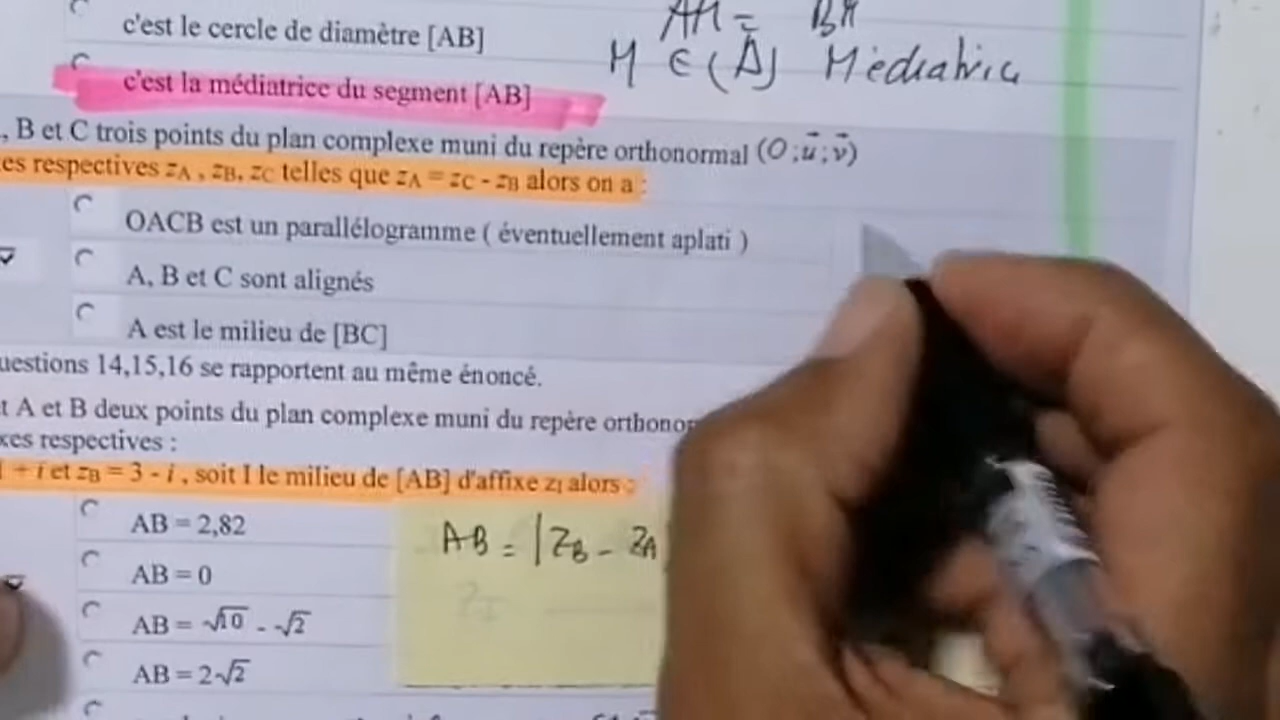 c'est le cercle de diamètre [AB]
AM = BM
c'est la médiatrice du segment [AB]
M ∈ (Δ) Médiatrice
, B et C trois points du plan complexe muni du repère orthonormal (O ; u⃗ ; v⃗)
es respectives zA , zB, zC telles que zA = zC - zB alors on a :
OACB est un parallélogramme ( éventuellement aplati )
A, B et C sont alignés
A est le milieu de [BC]
uestions 14,15,16 se rapportent au même énoncé.
t A et B deux points du plan complexe muni du repère orthonor
xes respectives :
+ i et zB = 3 - i , soit I le milieu de [AB] d'affixe zI alors :
AB = 2,82
AB = |ZB - ZA
AB = 0
AB = √10 - √2
AB = 2√2